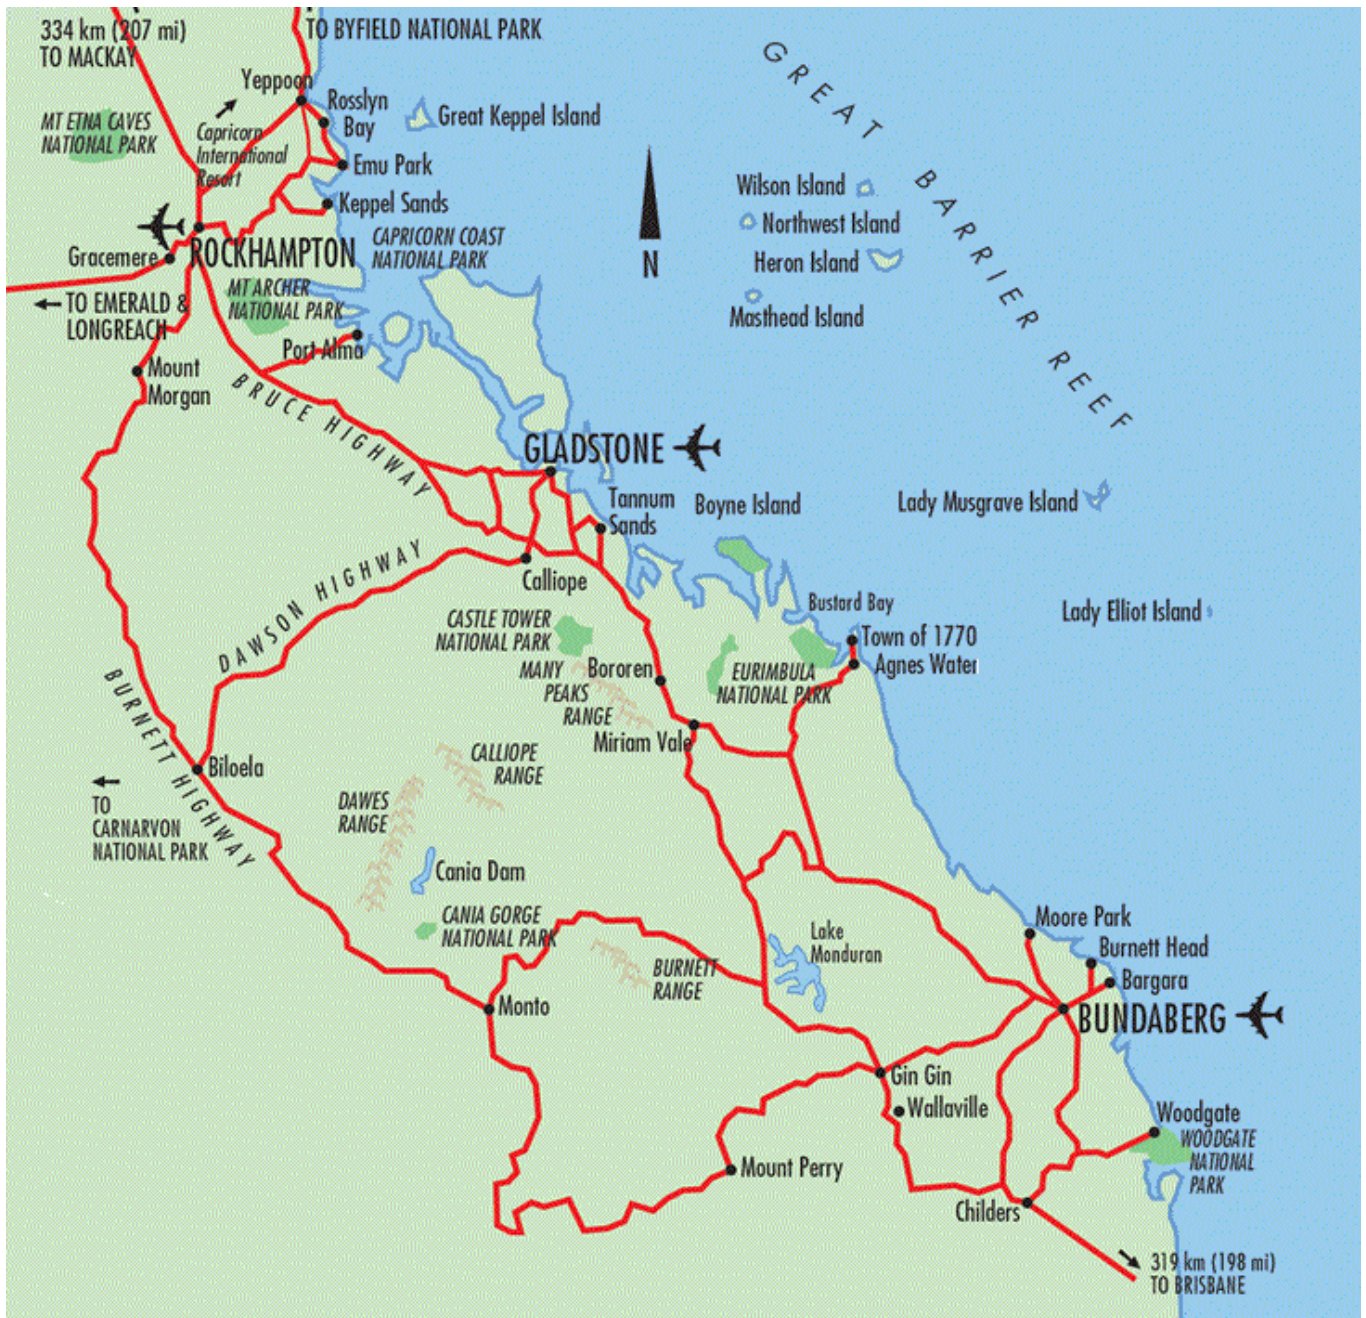 334 km (207 mi)
TO MACKAY
TO BYFIELD NATIONAL PARK
GREAT BARRIER REEF
Yeppoon
Rosslyn
Bay
Great Keppel Island
MT ETNA CAVES
NATIONAL PARK
Capricorn
International
Resort
Emu Park
Keppel Sands
Wilson Island
Northwest Island
Heron Island
Masthead Island
N
Gracemere
ROCKHAMPTON
CAPRICORN COAST
NATIONAL PARK
TO EMERALD &
LONGREACH
MT ARCHER
NATIONAL PARK
Port Alma
Mount
Morgan
BRUCE HIGHWAY
GLADSTONE
Tannum
Sands
Boyne Island
Lady Musgrave Island
Lady Elliot Island
DAWSON HIGHWAY
Calliope
Bustard Bay
CASTLE TOWER
NATIONAL PARK
Town of 1770
Agnes Water
MANY
PEAKS
RANGE
Bororen
EURIMBULA
NATIONAL PARK
Miriam Vale
BURNETT HIGHWAY
Biloela
CALLIOPE
RANGE
TO
CARNARVON
NATIONAL PARK
DAWES
RANGE
Cania Dam
CANIA GORGE
NATIONAL PARK
Lake
Monduran
Moore Park
Burnett Head
Bargara
BURNETT
RANGE
Monto
BUNDABERG
Gin Gin
Wallaville
Woodgate
WOODGATE
NATIONAL
PARK
Mount Perry
Childers
319 km (198 mi)
TO BRISBANE